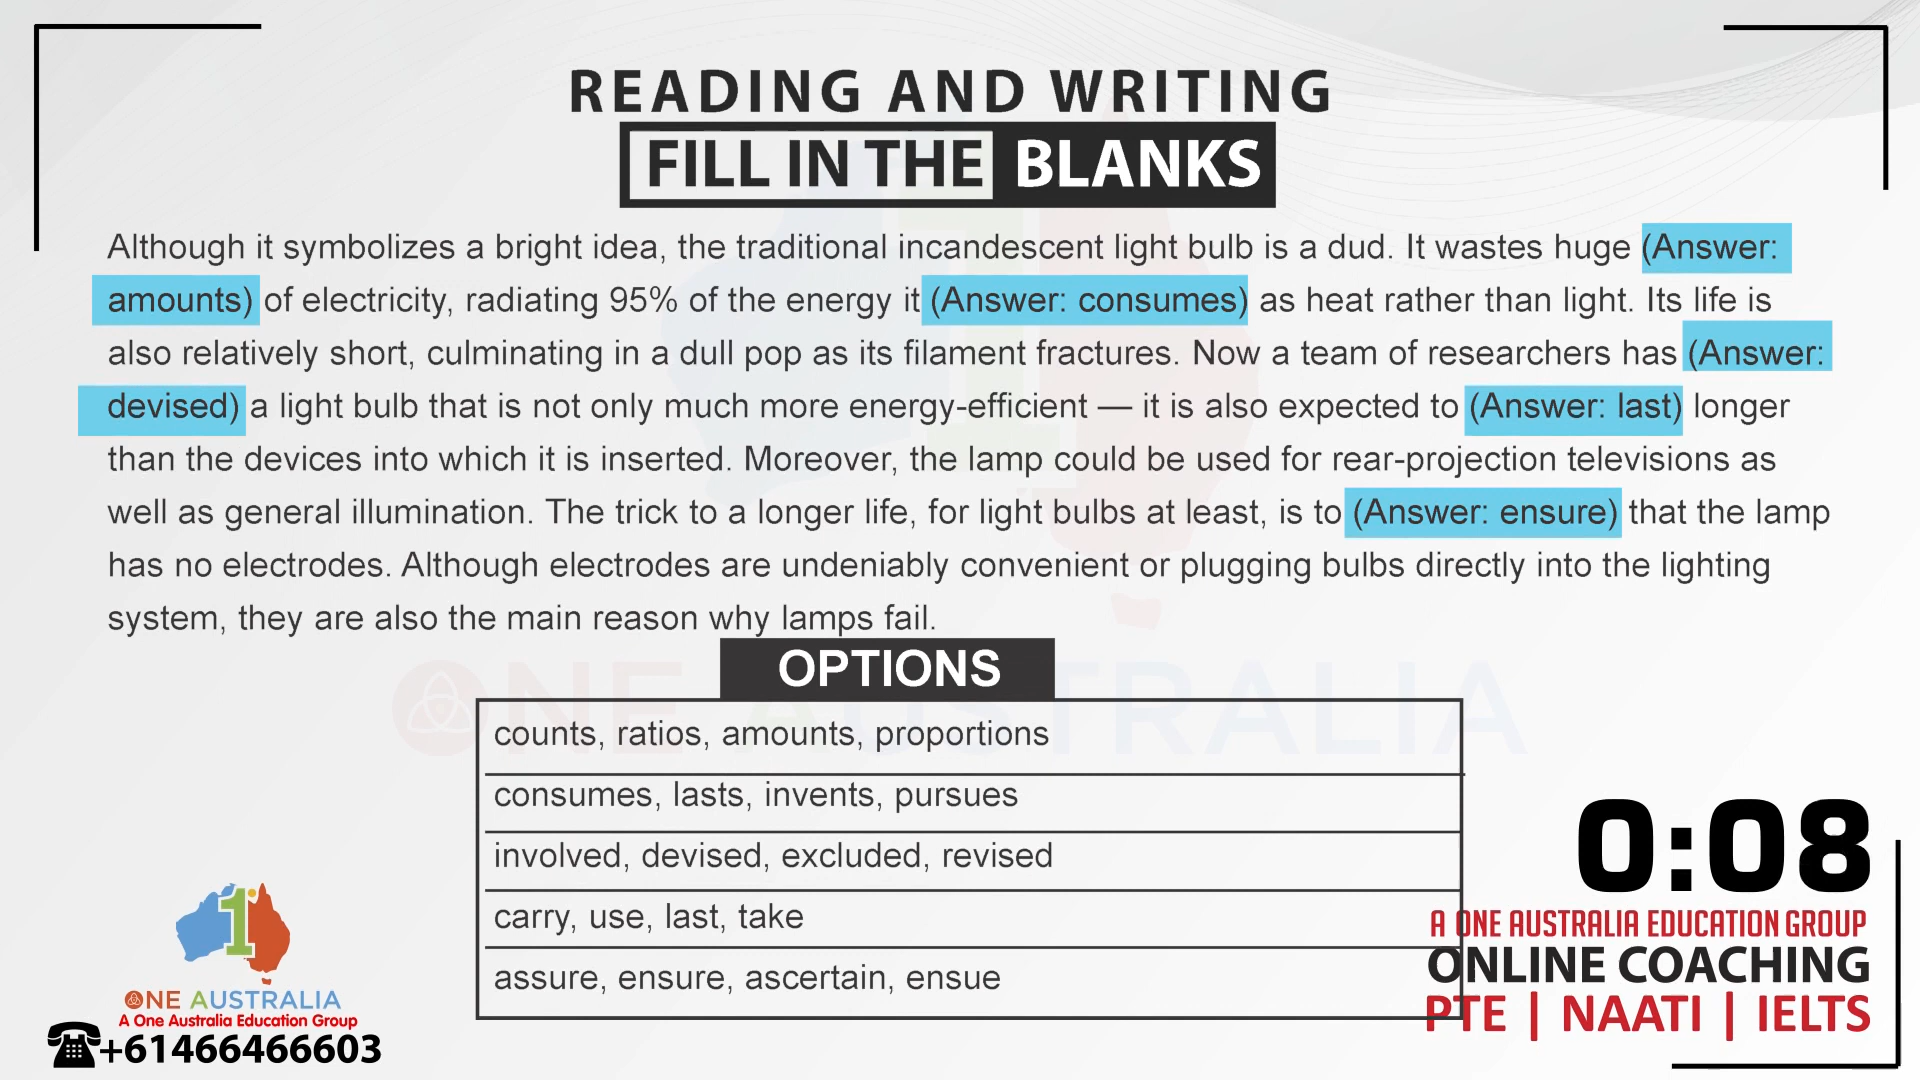 READING AND WRITING
FILL IN THE BLANKS
Although it symbolizes a bright idea, the traditional incandescent light bulb is a dud. It wastes huge (Answer:
amounts) of electricity, radiating 95% of the energy it (Answer: consumes) as heat rather than light. Its life is
also relatively short, culminating in a dull pop as its filament fractures. Now a team of researchers has (Answer:
devised) a light bulb that is not only much more energy-efficient — it is also expected to (Answer: last) longer
than the devices into which it is inserted. Moreover, the lamp could be used for rear-projection televisions as
well as general illumination. The trick to a longer life, for light bulbs at least, is to (Answer: ensure) that the lamp
has no electrodes. Although electrodes are undeniably convenient or plugging bulbs directly into the lighting
system, they are also the main reason why lamps fail.
OPTIONS
ONE AUSTRALIA
counts, ratios, amounts, proportions
consumes, lasts, invents, pursues
involved, devised, excluded, revised
carry, use, last, take
assure, ensure, ascertain, ensue
0:08
A ONE AUSTRALIA EDUCATION GROUP
ONLINE COACHING
PTE | NAATI | IELTS
1
ONE AUSTRALIA
A One Australia Education Group
+61466466603